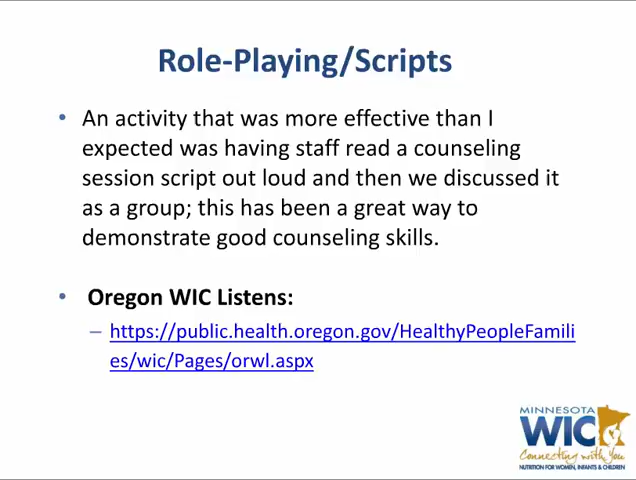 Role-Playing/Scripts
• An activity that was more effective than I
expected was having staff read a counseling
session script out loud and then we discussed it
as a group; this has been a great way to
demonstrate good counseling skills.
• Oregon WIC Listens:
– https://public.health.oregon.gov/HealthyPeopleFamili
es/wic/Pages/orwl.aspx
MINNESOTA
WIC
Connecting with You
NUTRITION FOR WOMEN, INFANTS & CHILDREN